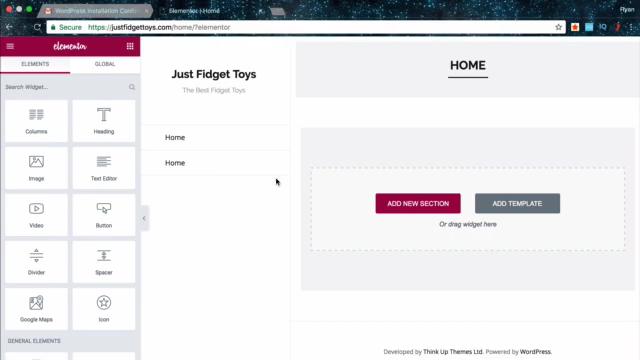 WordPress Installation Confi
Elementor | Home
Ryan
Secure
https://justfidgettoys.com/home/?elementor
elementor
ELEMENTS
GLOBAL
Search Widget...
Columns
Heading
Image
Text Editor
Video
Button
Divider
Spacer
Google Maps
Icon
GENERAL ELEMENTS
Just Fidget Toys
The Best Fidget Toys
Home
Home
HOME
ADD NEW SECTION
ADD TEMPLATE
Or drag widget here
Developed by Think Up Themes Ltd. Powered by WordPress.